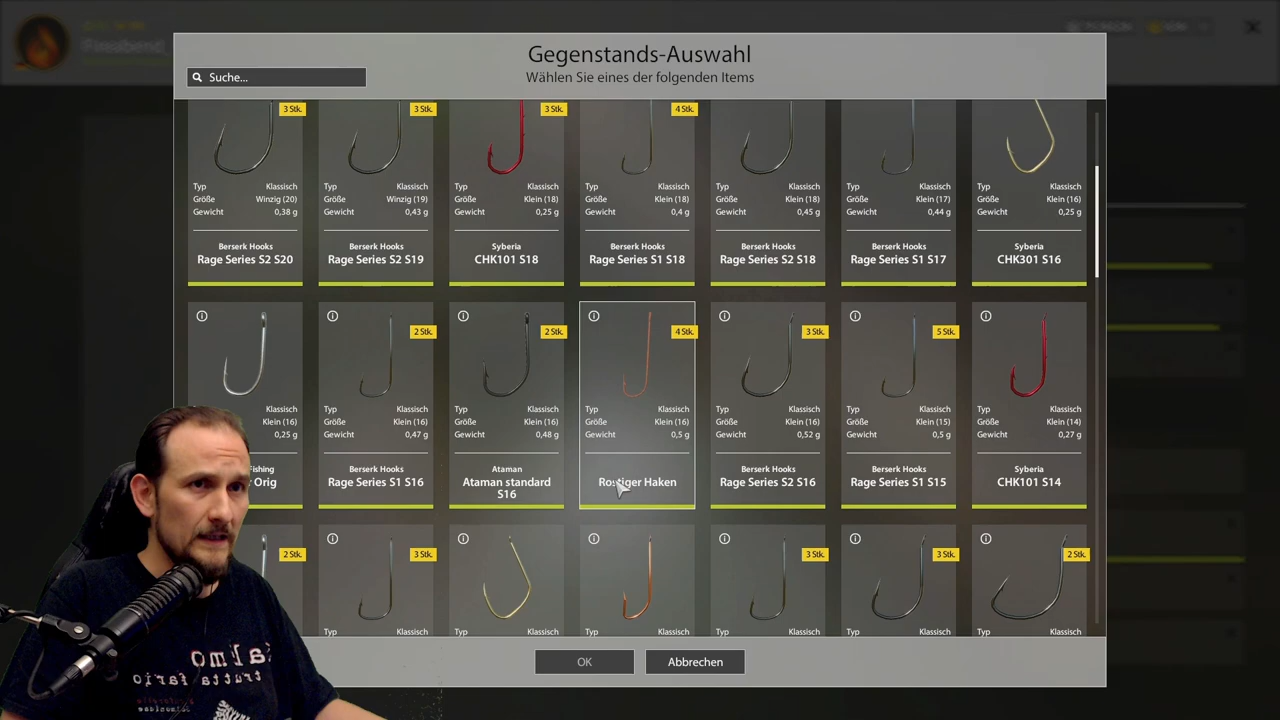 Gegenstands-Auswahl
Suche...
Wählen Sie eines der folgenden Items
3 Stk.
3 Stk.
3 Stk.
4 Stk.
Typ Klassisch
Größe Winzig (20)
Gewicht 0,38 g
Berserk Hooks
Rage Series S2 S20
Typ Klassisch
Größe Winzig (19)
Gewicht 0,43 g
Berserk Hooks
Rage Series S2 S19
Typ Klassisch
Größe Klein (18)
Gewicht 0,25 g
Syberia
CHK101 S18
Typ Klassisch
Größe Klein (18)
Gewicht 0,4 g
Berserk Hooks
Rage Series S1 S18
Typ Klassisch
Größe Klein (18)
Gewicht 0,45 g
Berserk Hooks
Rage Series S2 S18
Typ Klassisch
Größe Klein (17)
Gewicht 0,44 g
Berserk Hooks
Rage Series S1 S17
Typ Klassisch
Größe Klein (16)
Gewicht 0,25 g
Syberia
CHK301 S16
Klassisch
Klein (16)
0,25 g
Fishing
Orig
2 Stk.
Typ Klassisch
Größe Klein (16)
Gewicht 0,47 g
Berserk Hooks
Rage Series S1 S16
2 Stk.
Typ Klassisch
Größe Klein (16)
Gewicht 0,48 g
Ataman
Ataman standard
S16
4 Stk.
Typ Klassisch
Größe Klein (16)
Gewicht 0,5 g
Rostiger Haken
3 Stk.
Typ Klassisch
Größe Klein (16)
Gewicht 0,52 g
Berserk Hooks
Rage Series S2 S16
5 Stk.
Typ Klassisch
Größe Klein (15)
Gewicht 0,5 g
Berserk Hooks
Rage Series S1 S15
Typ Klassisch
Größe Klein (14)
Gewicht 0,27 g
Syberia
CHK101 S14
2 Stk.
Klassisch
3 Stk.
Typ Klassisch
Typ Klassisch
Typ Klassisch
3 Stk.
Typ Klassisch
3 Stk.
Typ Klassisch
2 Stk.
Typ Klassisch
OK
Abbrechen